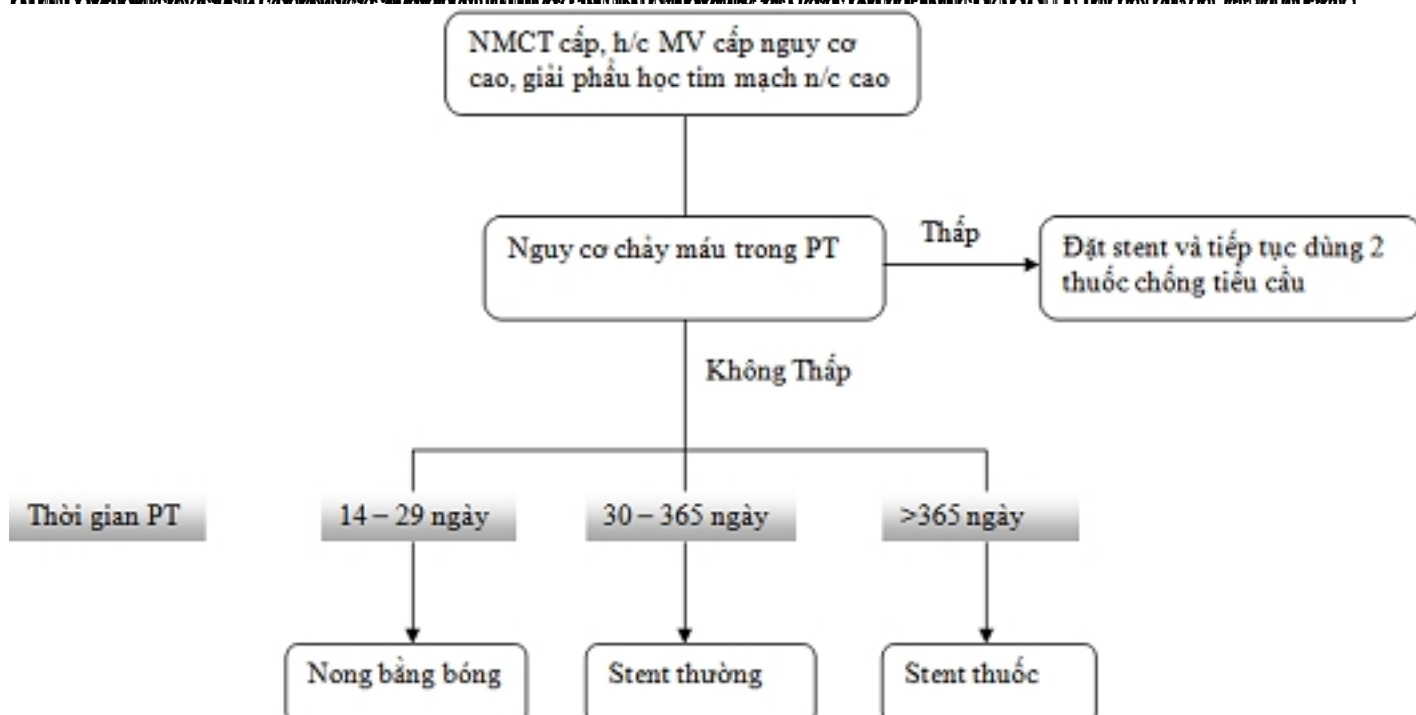 NMCT cấp, h/c MV cấp nguy cơ
cao, giải phẩu học tim mạch n/c cao
Nguy cơ chảy máu trong PT
Thấp
Đặt stent và tiếp tục dùng 2
thuốc chống tiểu cầu
Không Thấp
Thời gian PT
14 – 29 ngày
30 – 365 ngày
>365 ngày
Nong bằng bóng
Stent thường
Stent thuốc